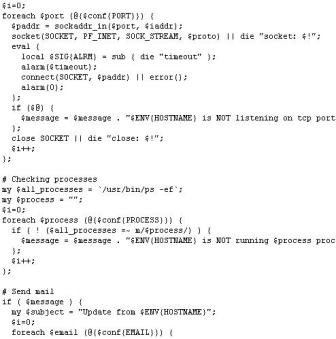 $i=0;
foreach $port (@{$conf{PORT}}) {
$paddr = sockaddr_in($port, $iaddr);
socket(SOCKET, PF_INET, SOCK_STREAM, $proto) || die "socket: $!";
eval {
local $SIG{ALRM} = sub { die "timeout" };
alarm($timeout);
connect(SOCKET, $paddr) || error();
alarm(0);
};
if ($@) {
$message = $message . "$ENV{HOSTNAME} is NOT listening on tcp port
};
close SOCKET || die "close: $!";
$i++;
};
# Checking processes
my $all_processes = `/usr/bin/ps -ef`;
my $process = "";
$i=0;
foreach $process (@{$conf{PROCESS}}) {
if ( ! ($all_processes =~ m/$process/) ) {
$message = $message . "$ENV{HOSTNAME} is NOT running $process proc
};
$i++;
};
# Send mail
if ( $message ) {
my $subject = "Update from $ENV{HOSTNAME}";
$i=0;
foreach $email (@{$conf{EMAIL}}) {